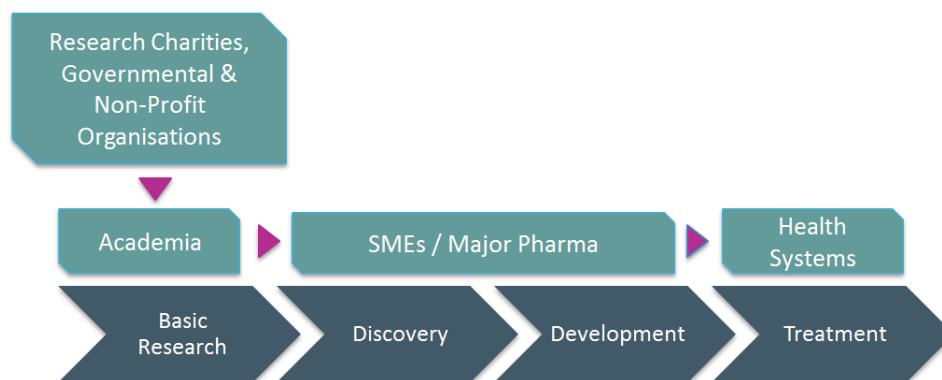 Research Charities,
Governmental &
Non-Profit
Organisations
Academia
SMEs / Major Pharma
Health
Systems
Basic
Research
Discovery
Development
Treatment